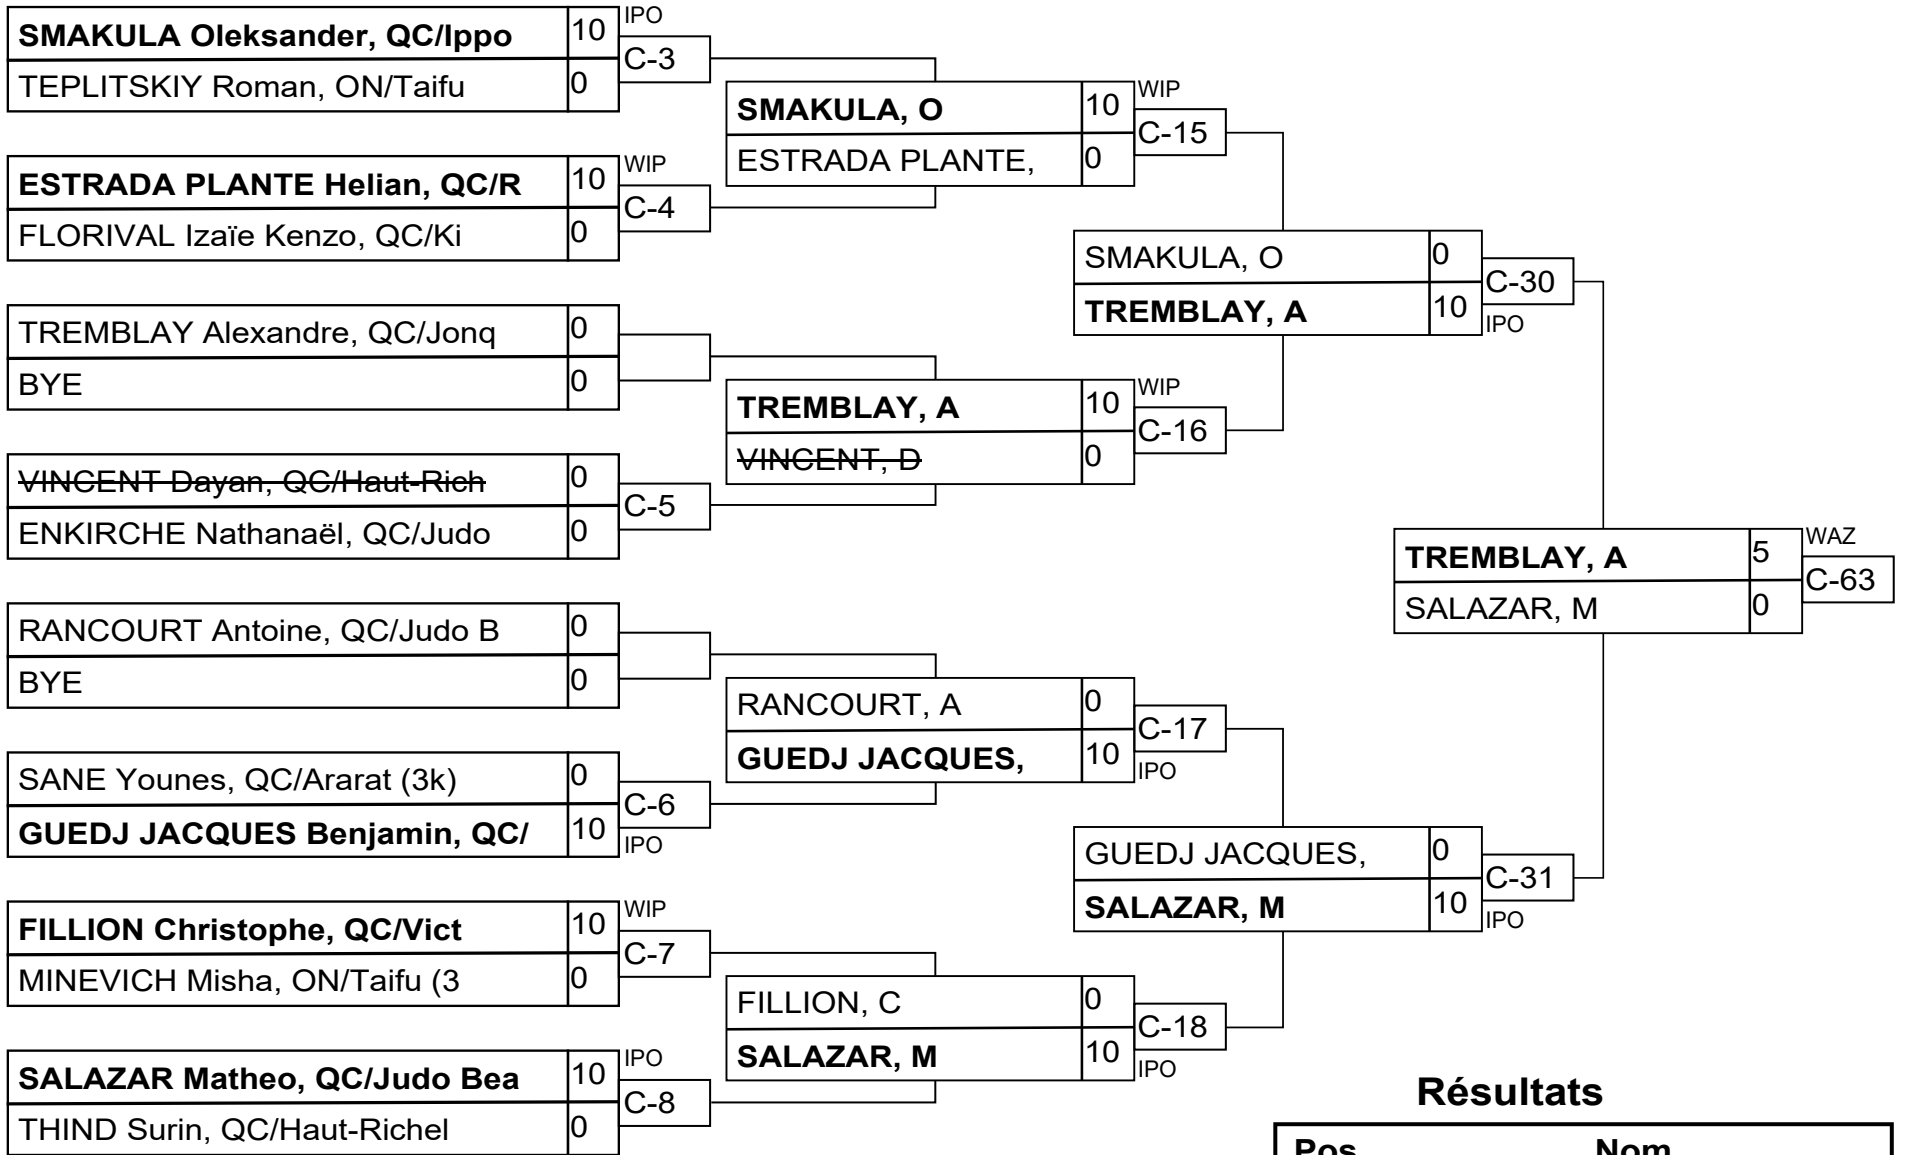 SMAKULA Oleksander, QC/Ippo 10 IPO
TEPLITSKIY Roman, ON/Taifu 0
C-3
ESTRADA PLANTE Helian, QC/R 10 WIP
FLORIVAL Izaïe Kenzo, QC/Ki 0
C-4
TREMBLAY Alexandre, QC/Jonq 0
BYE 0
VINCENT Dayan, QC/Haut-Rich 0
ENKIRCHE Nathanaël, QC/Judo 0
C-5
RANCOURT Antoine, QC/Judo B 0
BYE 0
SANE Younes, QC/Ararat (3k) 0
GUEDJ JACQUES Benjamin, QC/ 10 IPO
C-6
FILLION Christophe, QC/Vict 10 WIP
MINEVICH Misha, ON/Taifu (3 0
C-7
SALAZAR Matheo, QC/Judo Bea 10 IPO
THIND Surin, QC/Haut-Richel 0
C-8
SMAKULA, O 10 WIP
ESTRADA PLANTE, 0
C-15
TREMBLAY, A 10 WIP
VINCENT, D 0
C-16
RANCOURT, A 0
GUEDJ JACQUES, 10 IPO
C-17
FILLION, C 0
SALAZAR, M 10 IPO
C-18
SMAKULA, O 0
TREMBLAY, A 10 IPO
C-30
GUEDJ JACQUES, 0
SALAZAR, M 10 IPO
C-31
TREMBLAY, A 5 WAZ
SALAZAR, M 0
C-63
Résultats
Pos Nom